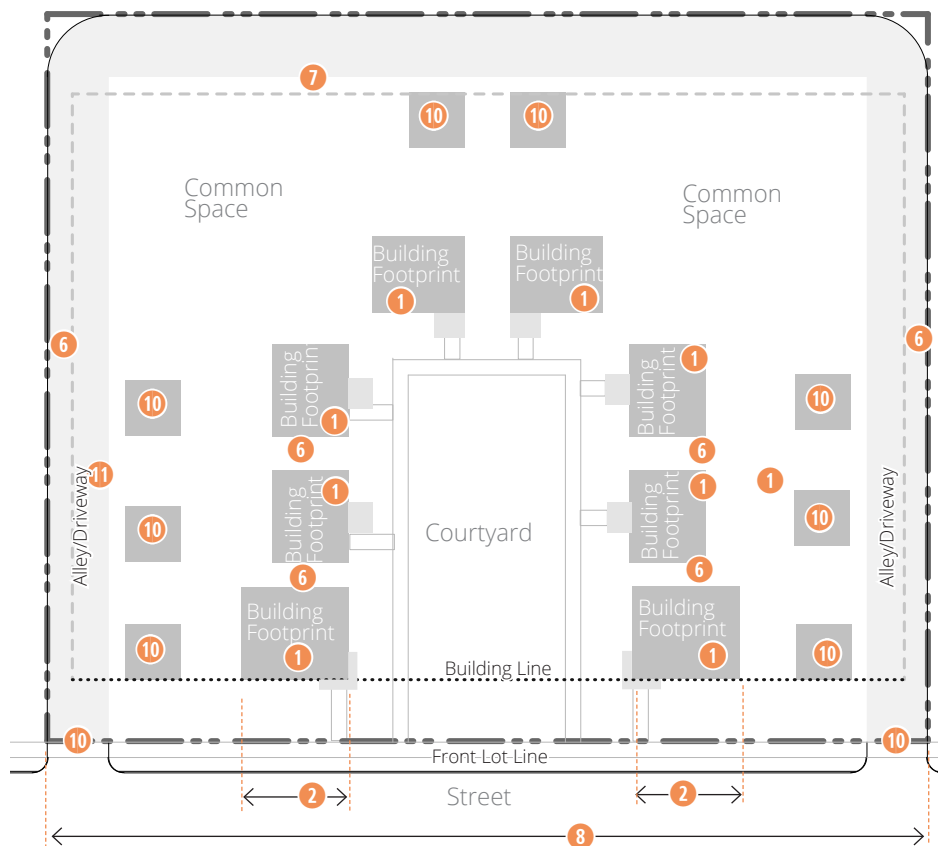 7
10
10
Common
Space
Common
Space
Building
Footprint
1
Building
Footprint
1
6
6
Building
Footprint
1
Building
Footprint
1
10
10
6
6
11
Alley/Driveway
Building
Footprint
1
Courtyard
Building
Footprint
1
1
Alley/Driveway
10
10
6
6
Building
Footprint
1
Building
Footprint
1
10
10
Building Line
10
10
Front Lot Line
2
2
Street
8